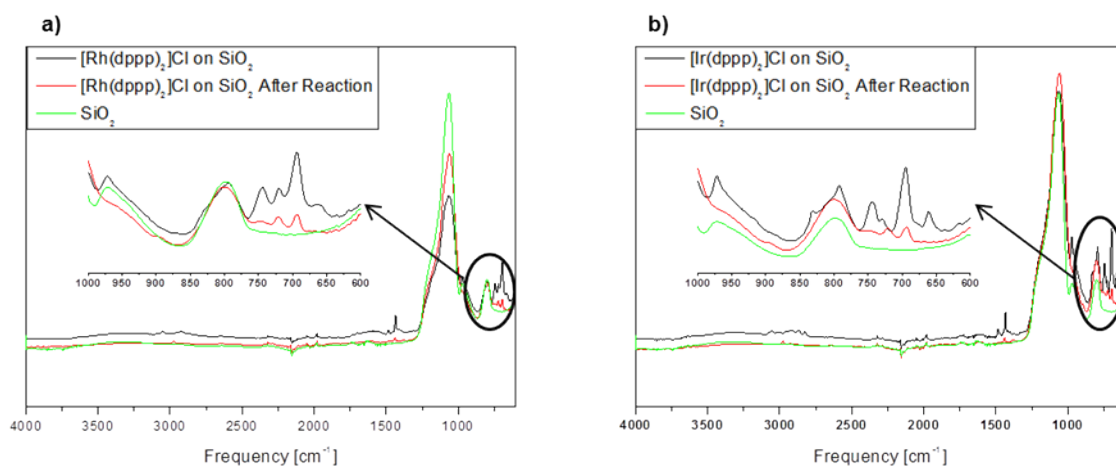 a)
[Rh(dppp)₂]Cl on SiO₂
[Rh(dppp)₂]Cl on SiO₂ After Reaction
SiO₂
1000 950 900 850 800 750 700 650 600
4000 3500 3000 2500 2000 1500 1000
Frequency [cm⁻¹]
b)
[Ir(dppp)₂]Cl on SiO₂
[Ir(dppp)₂]Cl on SiO₂ After Reaction
SiO₂
1000 950 900 850 800 750 700 650 600
4000 3500 3000 2500 2000 1500 1000
Frequency [cm⁻¹]